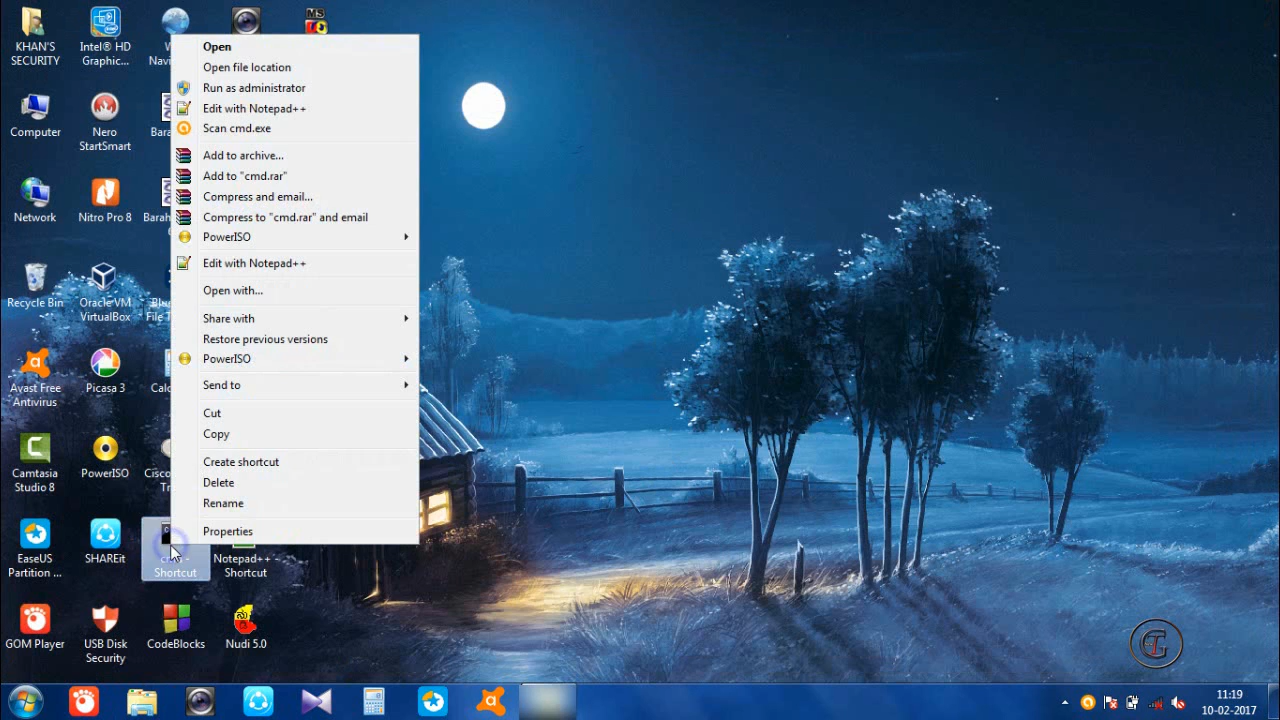 KHAN'S
SECURITY
Intel® HD
Graphic...
MS
Computer
Nero
StartSmart
Network
Nitro Pro 8
Recycle Bin
Oracle VM
VirtualBox
Avast Free
Antivirus
Picasa 3
Camtasia
Studio 8
PowerISO
EaseUS
Partition ...
SHAREit
Shortcut
Notepad++ -
Shortcut
GOM Player
USB Disk
Security
CodeBlocks
Nudi 5.0
Open
Open file location
Run as administrator
Edit with Notepad++
Scan cmd.exe
Add to archive...
Add to "cmd.rar"
Compress and email...
Compress to "cmd.rar" and email
PowerISO
Edit with Notepad++
Open with...
Share with
Restore previous versions
PowerISO
Send to
Cut
Copy
Create shortcut
Delete
Rename
Properties
11:19
10-02-2017